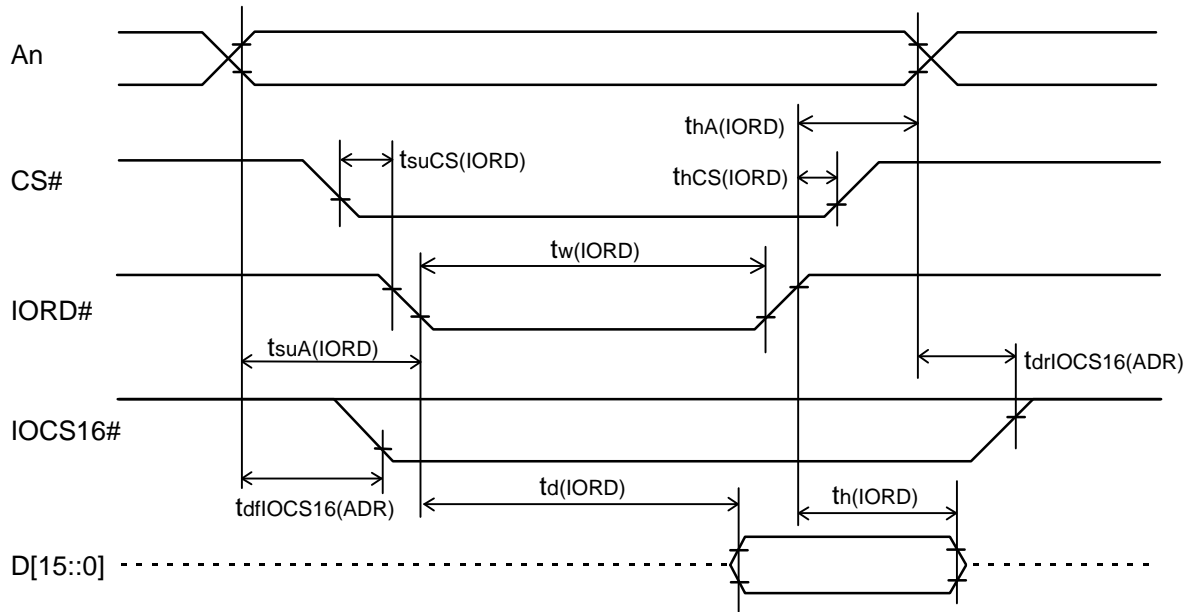 An
thA(IORD)
CS#
tsuCS(IORD)
thCS(IORD)
tw(IORD)
IORD#
tsuA(IORD)
tdrIOCS16(ADR)
IOCS16#
tdfIOCS16(ADR)
td(IORD)
th(IORD)
D[15::0]